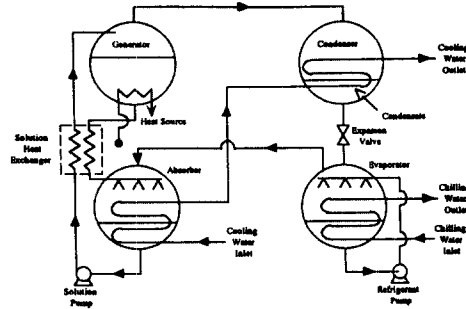 Generator
Condenser
Cooling
Water
Outlet
Heat Source
Condensate
Solution
Heat
Exchanger
Expansion
Valve
Absorber
Evaporator
Chilling
Water
Outlet
Cooling
Water
Inlet
Chilling
Water
Inlet
Solution
Pump
Refrigerant
Pump